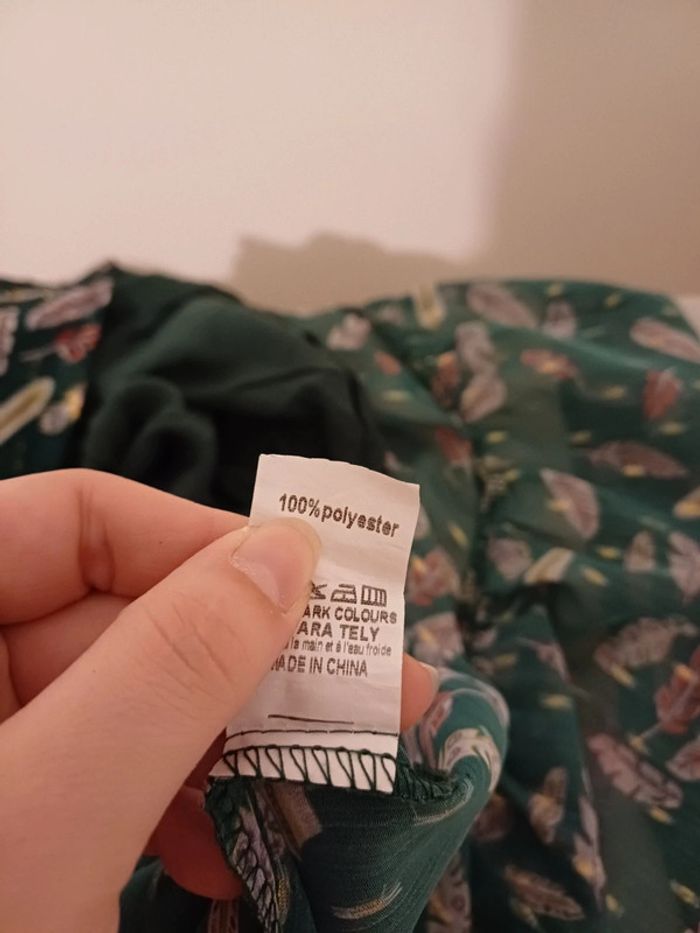 100%polyester
ARK COLOURS
ARA TELY
la main et à l'eau froide
MADE IN CHINA